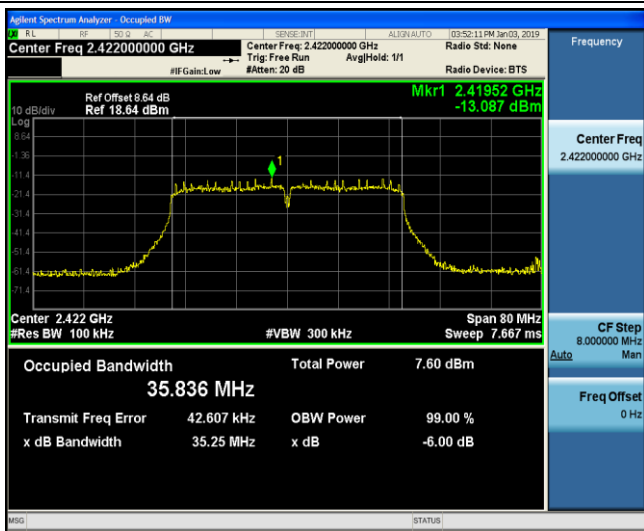 Agilent Spectrum Analyzer - Occupied BW
RL RF 50 Ω AC SENSE:INT ALIGN AUTO 03:52:11 PM Jan 03, 2019
Center Freq 2.422000000 GHz
Center Freq: 2.422000000 GHz
Radio Std: None
Trig: Free Run Avg|Hold: 1/1
#IFGain:Low #Atten: 20 dB Radio Device: BTS
Ref Offset 8.64 dB
Mkr1 2.41952 GHz
10 dB/div Ref 18.64 dBm -13.087 dBm
Log
8.64
-1.36
-11.4
-21.4
-31.4
-41.4
-51.4
-61.4
-71.4
1
Center 2.422 GHz Span 80 MHz
#Res BW 100 kHz #VBW 300 kHz Sweep 7.667 ms
Occupied Bandwidth Total Power 7.60 dBm
35.836 MHz
Transmit Freq Error 42.607 kHz OBW Power 99.00 %
x dB Bandwidth 35.25 MHz x dB -6.00 dB
MSG STATUS
Frequency
Center Freq
2.422000000 GHz
CF Step
8.000000 MHz
Auto Man
Freq Offset
0 Hz